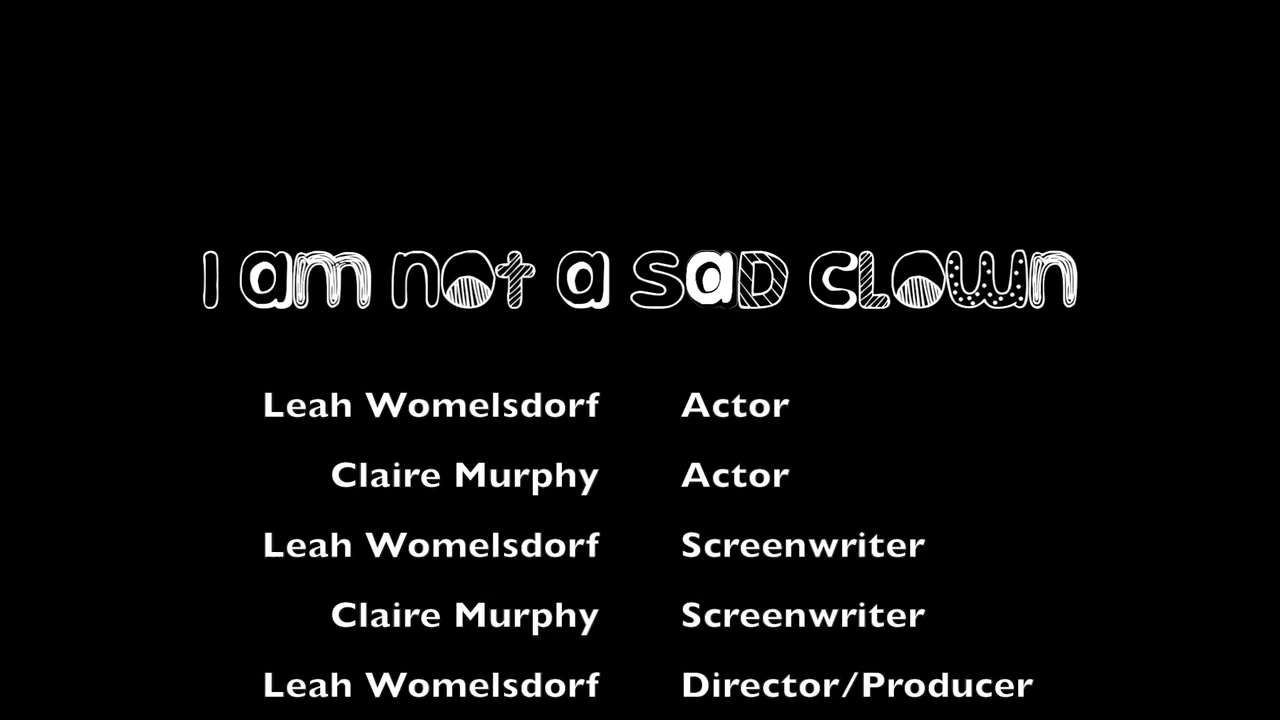 I am not a saD cLown
Leah Womelsdorf Actor
Claire Murphy Actor
Leah Womelsdorf Screenwriter
Claire Murphy Screenwriter
Leah Womelsdorf Director/Producer